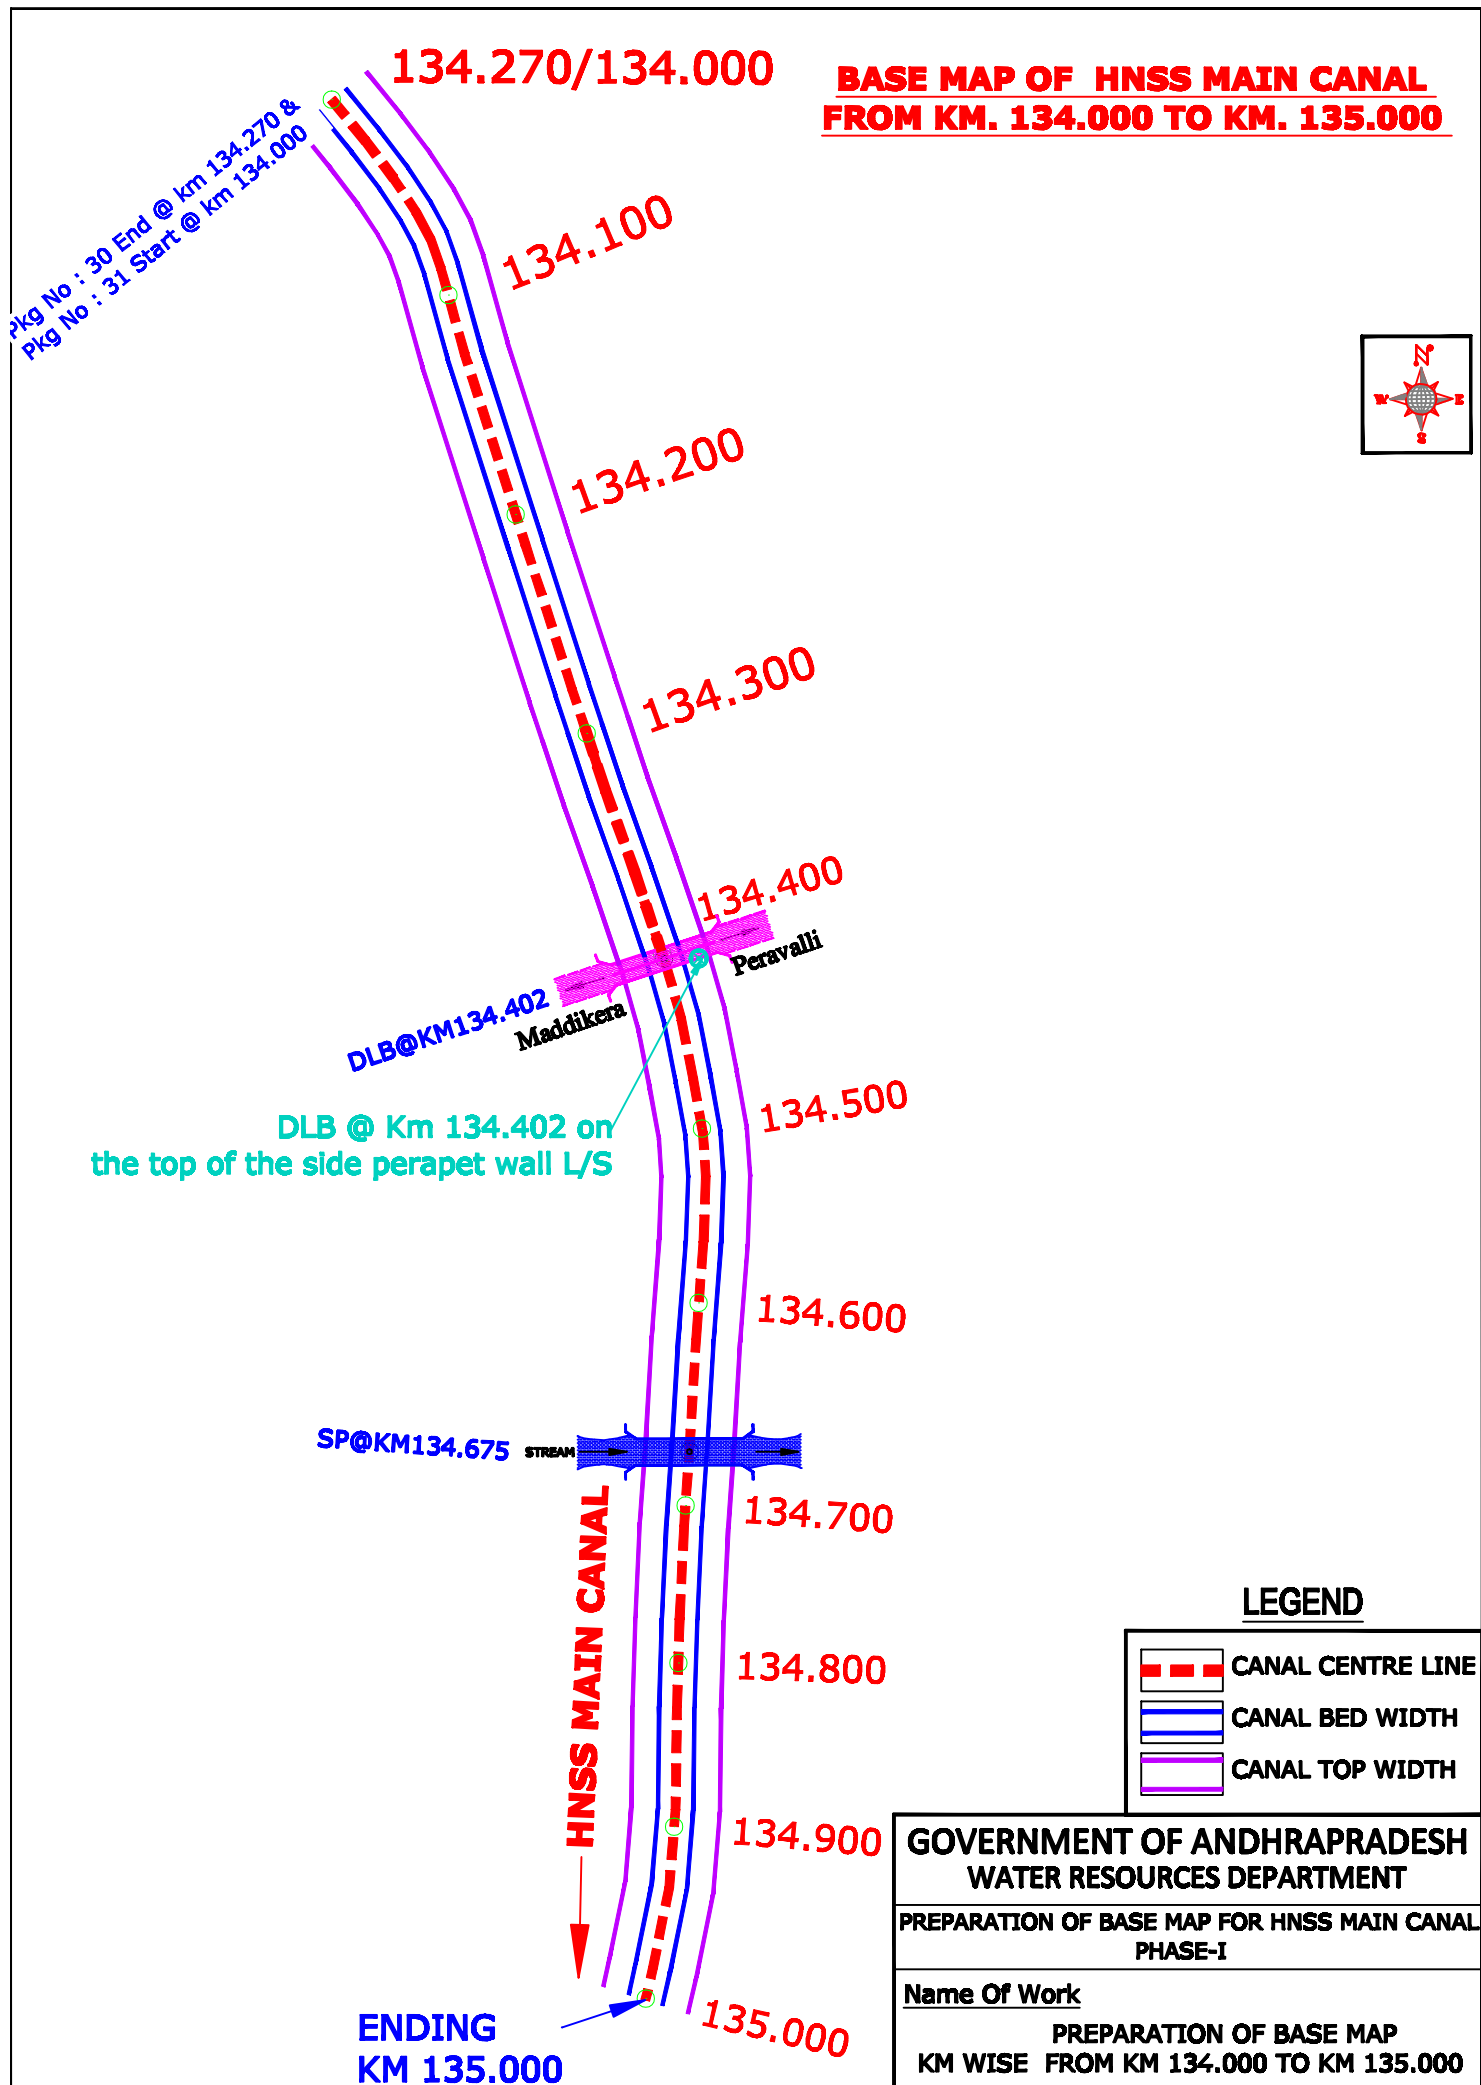 134.270/134.000
BASE MAP OF HNSS MAIN CANAL
FROM KM. 134.000 TO KM. 135.000
Pkg No : 30 End @ km 134.270 &
Pkg No : 31 Start @ km 134.000
134.100
N
W
E
S
134.200
134.300
134.400
Peravalli
DLB@KM134.402
Maddikera
134.500
DLB @ Km 134.402 on
the top of the side perapet wall L/S
134.600
SP@KM134.675
STREAM
134.700
HNSS MAIN CANAL
134.800
134.900
135.000
ENDING
KM 135.000
LEGEND
CANAL CENTRE LINE
CANAL BED WIDTH
CANAL TOP WIDTH
GOVERNMENT OF ANDHRAPRADESH
WATER RESOURCES DEPARTMENT
PREPARATION OF BASE MAP FOR HNSS MAIN CANAL
PHASE-I
Name Of Work
PREPARATION OF BASE MAP
KM WISE FROM KM 134.000 TO KM 135.000